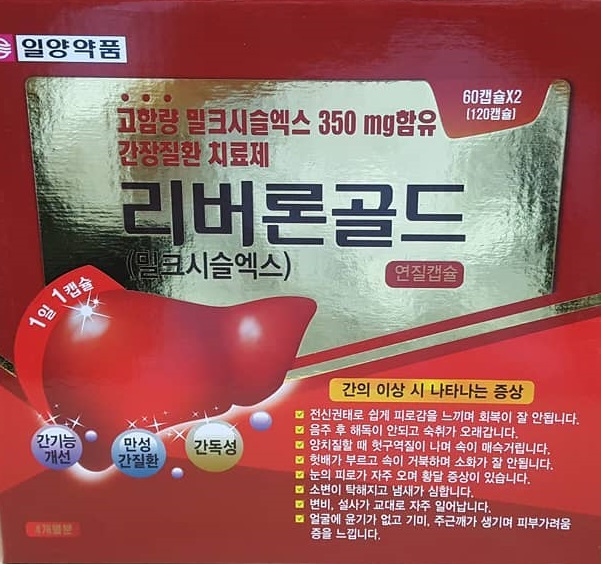 일양약품
60캡슐X2
(120캡슐)
고함량 밀크시슬엑스 350 mg함유
간장질환 치료제
리버론골드
(밀크시슬엑스)
연질캡슐
1일 1캡슐
간기능
개선
만성
간질환
간독성
간의 이상 시 나타나는 증상
전신권태로 쉽게 피로감을 느끼며 회복이 잘 안됩니다.
음주 후 해독이 안되고 숙취가 오래갑니다.
양치질할 때 헛구역질이 나며 속이 매슥거립니다.
헛배가 부르고 속이 거북하며 소화가 잘 안됩니다.
눈의 피로가 자주 오며 황달 증상이 있습니다.
소변이 탁해지고 냄새가 심합니다.
변비, 설사가 교대로 자주 일어납니다.
얼굴에 윤기가 없고 기미, 주근깨가 생기며 피부가려움
증을 느낍니다.
4개월분